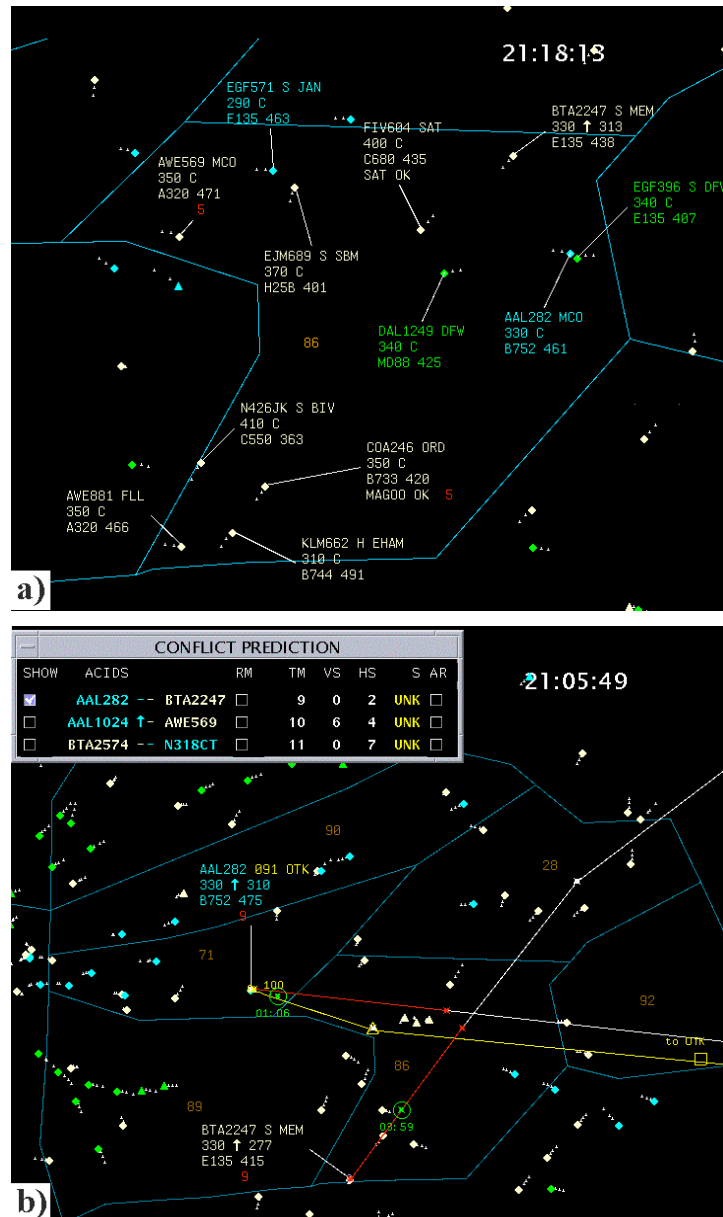 21:18:13
EGF571 S JAN
290 C
E135 463
FIV604 SAT
400 C
C680 435
SAT OK
BTA2247 S MEM
330 ↑ 313
E135 438
AWE569 MCO
350 C
A320 471
5
EGF396 S DFW
340 C
E135 407
EJM689 S SBM
370 C
H25B 401
86
DAL1249 DFW
340 C
MD88 425
AAL282 MCO
330 C
B752 461
N426JK S BIV
410 C
C550 363
COA246 ORD
350 C
B733 420
MAGOO OK 5
AWE881 FLL
350 C
A320 466
KLM662 H EHAM
310 C
B744 491
a)
CONFLICT PREDICTION
SHOW ACIDS RM TM VS HS S AR
AAL282 -- BTA2247 9 0 2 UNK
AAL1024 ↑- AWE569 10 6 4 UNK
BTA2574 -- N318CT 11 0 7 UNK
21:05:49
90
28
AAL282 091 OTK
330 ↑ 310
B752 475
9
71
100
01:06
92
to OTK
86
89
03:59
BTA2247 S MEM
330 ↑ 277
E135 415
9
b)